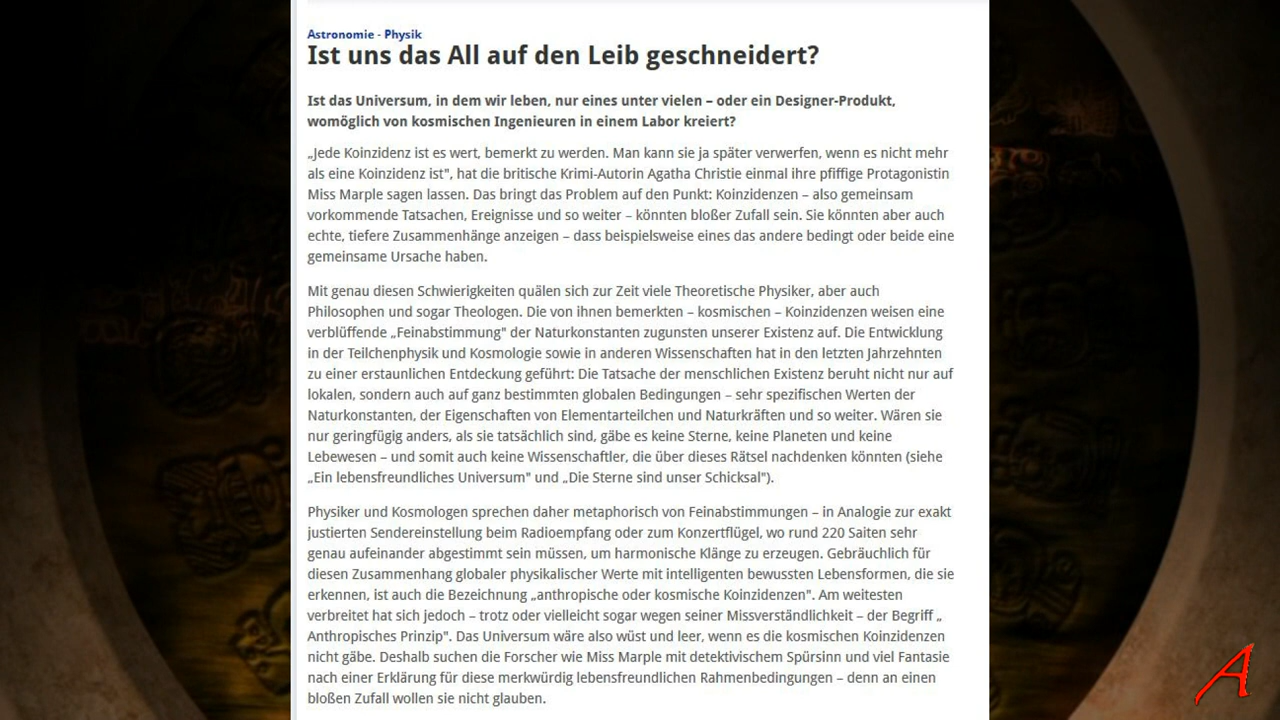 Astronomie - Physik
Ist uns das All auf den Leib geschneidert?
Ist das Universum, in dem wir leben, nur eines unter vielen – oder ein Designer-Produkt,
womöglich von kosmischen Ingenieuren in einem Labor kreiert?
„Jede Koinzidenz ist es wert, bemerkt zu werden. Man kann sie ja später verwerfen, wenn es nicht mehr
als eine Koinzidenz ist", hat die britische Krimi-Autorin Agatha Christie einmal ihre pfiffige Protagonistin
Miss Marple sagen lassen. Das bringt das Problem auf den Punkt: Koinzidenzen – also gemeinsam
vorkommende Tatsachen, Ereignisse und so weiter – könnten bloßer Zufall sein. Sie könnten aber auch
echte, tiefere Zusammenhänge anzeigen – dass beispielsweise eines das andere bedingt oder beide eine
gemeinsame Ursache haben.
Mit genau diesen Schwierigkeiten quälen sich zur Zeit viele Theoretische Physiker, aber auch
Philosophen und sogar Theologen. Die von ihnen bemerkten – kosmischen – Koinzidenzen weisen eine
verblüffende „Feinabstimmung" der Naturkonstanten zugunsten unserer Existenz auf. Die Entwicklung
in der Teilchenphysik und Kosmologie sowie in anderen Wissenschaften hat in den letzten Jahrzehnten
zu einer erstaunlichen Entdeckung geführt: Die Tatsache der menschlichen Existenz beruht nicht nur auf
lokalen, sondern auch auf ganz bestimmten globalen Bedingungen – sehr spezifischen Werten der
Naturkonstanten, der Eigenschaften von Elementarteilchen und Naturkräften und so weiter. Wären sie
nur geringfügig anders, als sie tatsächlich sind, gäbe es keine Sterne, keine Planeten und keine
Lebewesen – und somit auch keine Wissenschaftler, die über dieses Rätsel nachdenken könnten (siehe
„Ein lebensfreundliches Universum" und „Die Sterne sind unser Schicksal").
Physiker und Kosmologen sprechen daher metaphorisch von Feinabstimmungen – in Analogie zur exakt
justierten Sendereinstellung beim Radioempfang oder zum Konzertflügel, wo rund 220 Saiten sehr
genau aufeinander abgestimmt sein müssen, um harmonische Klänge zu erzeugen. Gebräuchlich für
diesen Zusammenhang globaler physikalischer Werte mit intelligenten bewussten Lebensformen, die sie
erkennen, ist auch die Bezeichnung „anthropische oder kosmische Koinzidenzen". Am weitesten
verbreitet hat sich jedoch – trotz oder vielleicht sogar wegen seiner Missverständlichkeit – der Begriff „
Anthropisches Prinzip". Das Universum wäre also wüst und leer, wenn es die kosmischen Koinzidenzen
nicht gäbe. Deshalb suchen die Forscher wie Miss Marple mit detektivischem Spürsinn und viel Fantasie
nach einer Erklärung für diese merkwürdig lebensfreundlichen Rahmenbedingungen – denn an einen
bloßen Zufall wollen sie nicht glauben.
A